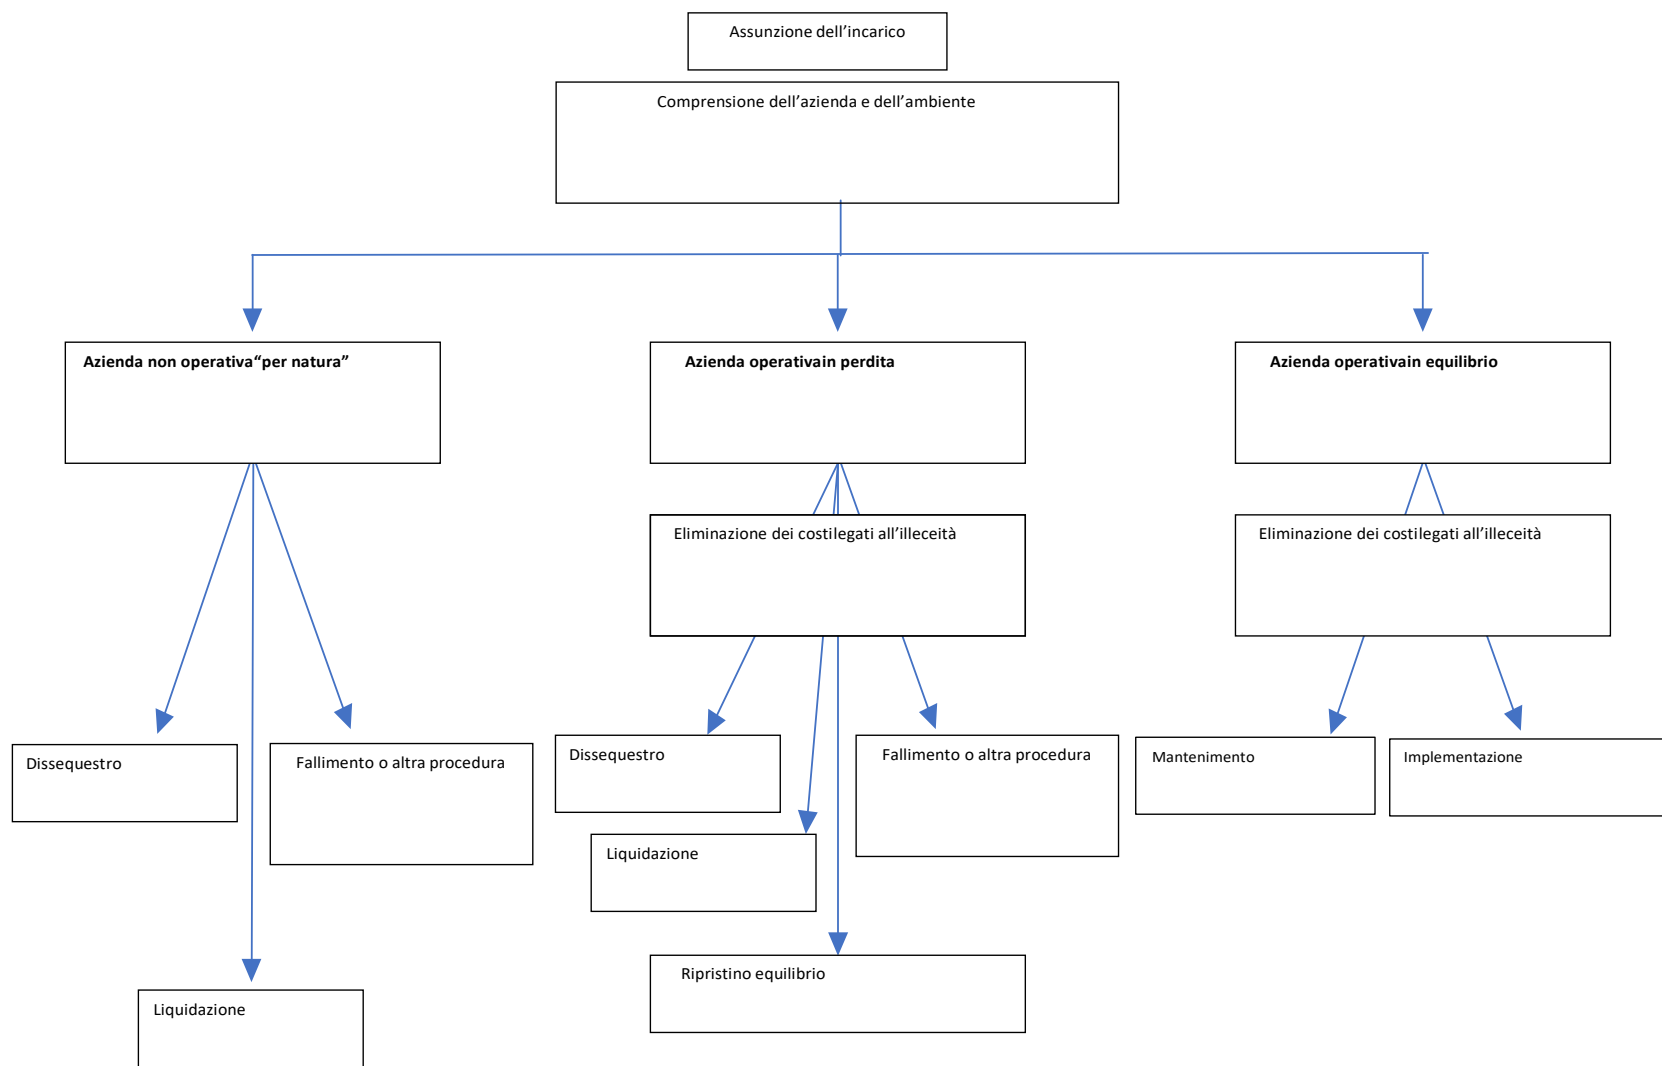 Assunzione dell’incarico
Comprensione dell’azienda e dell’ambiente
Azienda non operativa“per natura”
Azienda operativain perdita
Azienda operativain equilibrio
Eliminazione dei costilegati all’illeceità
Eliminazione dei costilegati all’illeceità
Dissequestro
Fallimento o altra procedura
Dissequestro
Fallimento o altra procedura
Mantenimento
Implementazione
Liquidazione
Ripristino equilibrio
Liquidazione